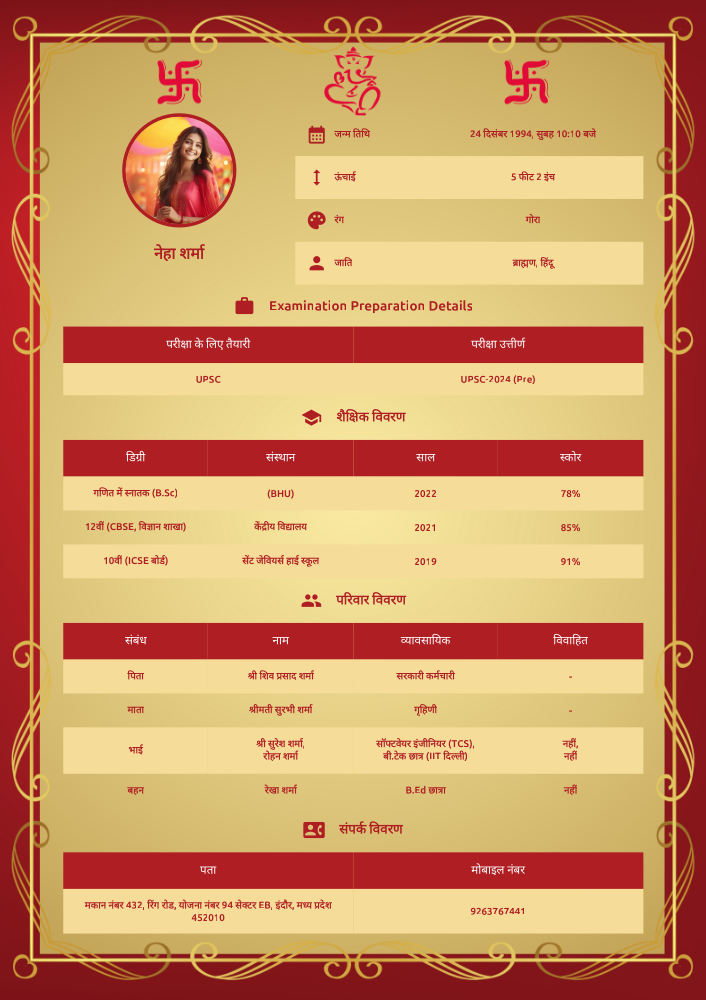 जन्म तिथि 24 दिसंबर 1994, सुबह 10:10 बजे
ऊंचाई 5 फीट 2 इंच
रंग गोरा
जाति ब्राह्मण, हिंदू
नेहा शर्मा
Examination Preparation Details
परीक्षा के लिए तैयारी परीक्षा उत्तीर्ण
UPSC UPSC-2024 (Pre)
शैक्षिक विवरण
डिग्री संस्थान साल स्कोर
गणित में स्नातक (B.Sc) (BHU) 2022 78%
12वीं (CBSE, विज्ञान शाखा) केंद्रीय विद्यालय 2021 85%
10वीं (ICSE बोर्ड) सेंट जेवियर्स हाई स्कूल 2019 91%
परिवार विवरण
संबंध नाम व्यावसायिक विवाहित
पिता श्री शिव प्रसाद शर्मा सरकारी कर्मचारी -
माता श्रीमती सुरभी शर्मा गृहिणी -
भाई श्री सुरेश शर्मा, सॉफ्टवेयर इंजीनियर (TCS), नहीं,
रोहन शर्मा बी.टेक छात्र (IIT दिल्ली) नहीं
बहन रेखा शर्मा B.Ed छात्रा नहीं
संपर्क विवरण
पता मोबाइल नंबर
मकान नंबर 432, रिंग रोड, योजना नंबर 94 सेक्टर EB, इंदौर, मध्य प्रदेश
452010 9263767441